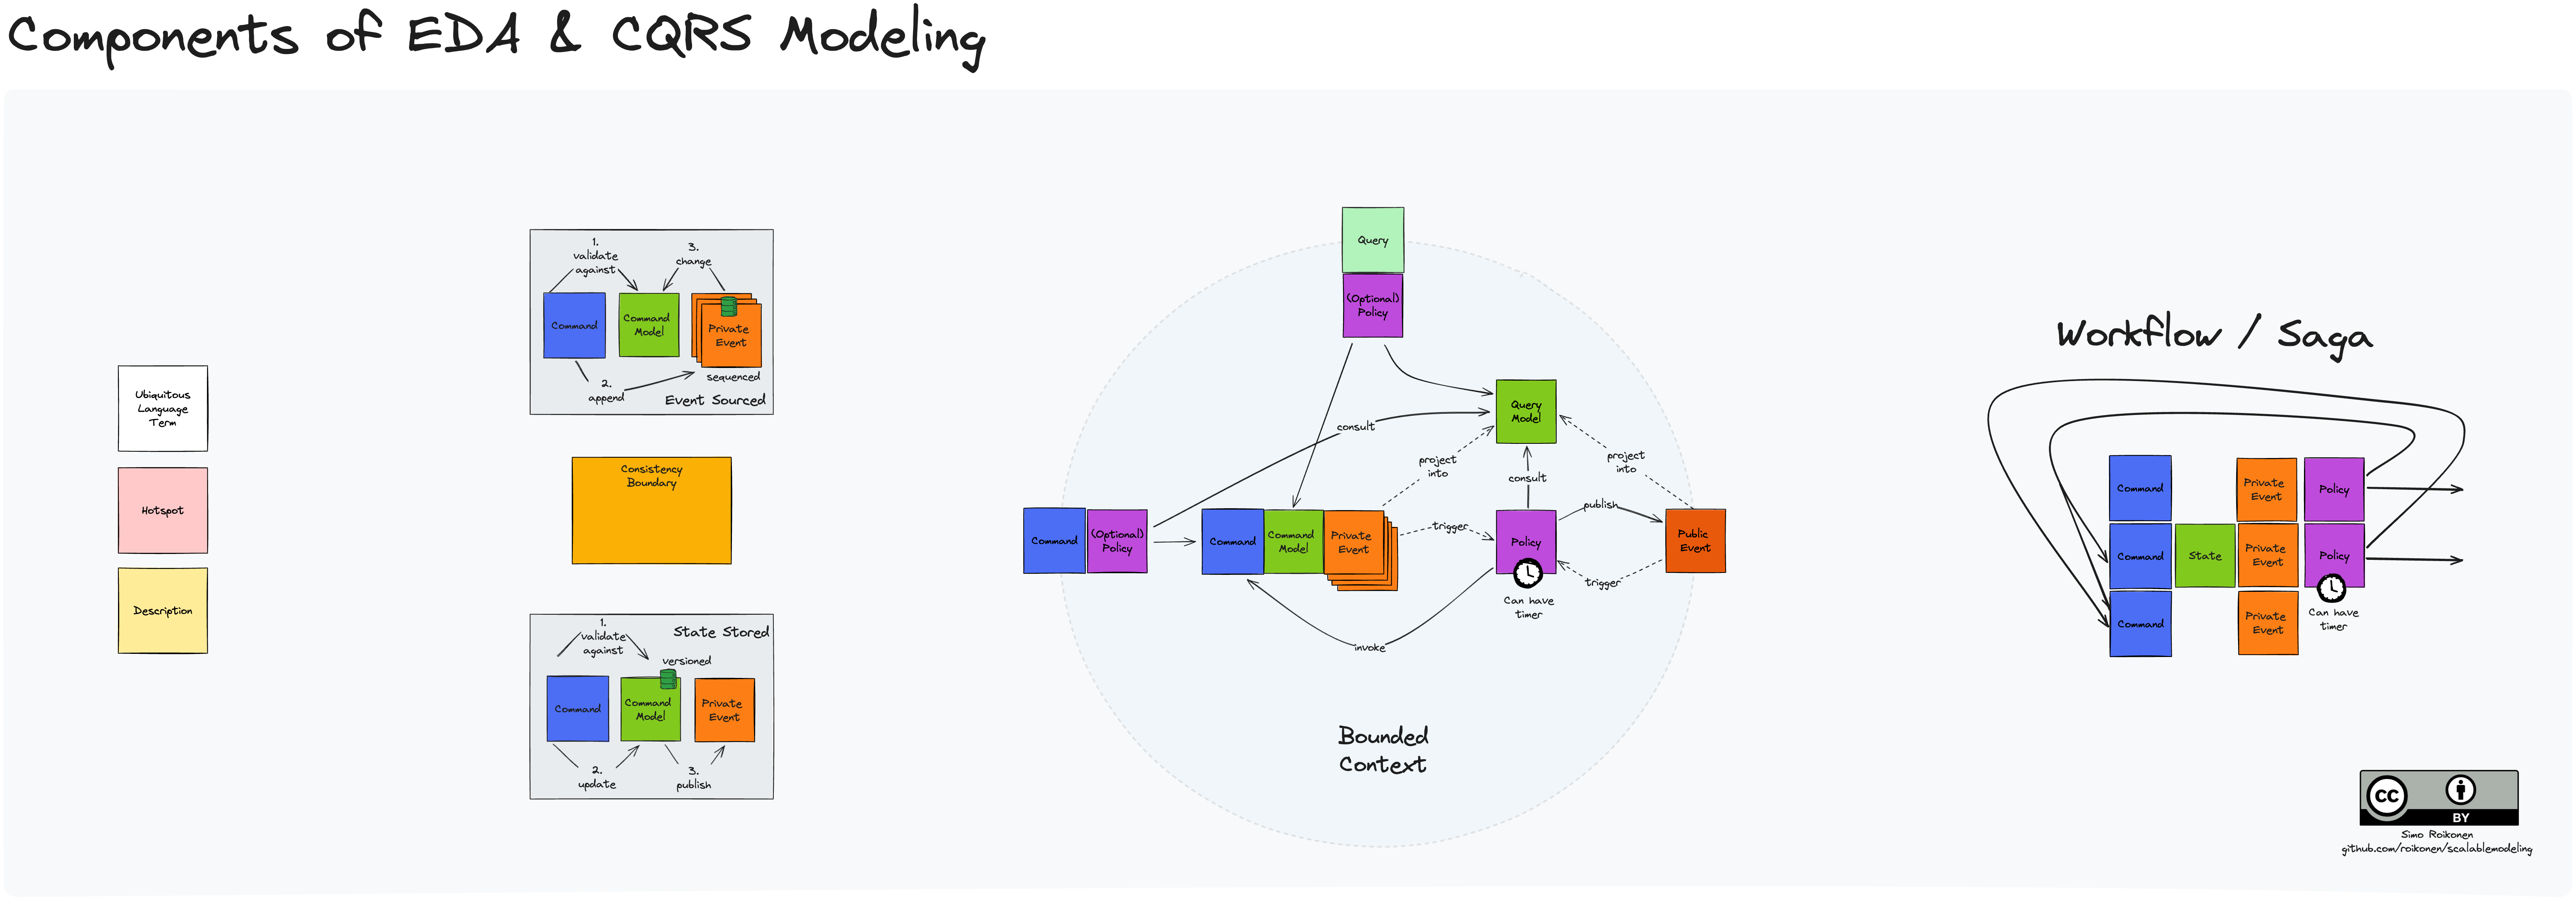 Components of EDA & CQRS Modeling
Ubiquitous
Language
Term
Hotspot
Description
1.
validate
against
3.
change
Command
Command
Model
Private
Event
sequenced
2.
append
Event Sourced
Consistency
Boundary
1.
validate
against
State Stored
versioned
Command
Command
Model
Private
Event
2.
update
3.
publish
Query
(Optional)
Policy
Query
Model
consult
project
into
project
into
consult
Command
(Optional)
Policy
Command
Command
Model
Private
Event
trigger
Policy
publish
Public
Event
trigger
Can have
timer
invoke
Bounded
Context
Workflow / Saga
Command
Private
Event
Policy
Command
State
Private
Event
Policy
Command
Private
Event
Can have
timer
CC
BY
Simo Roikonen
github.com/roikonen/scalablemodeling